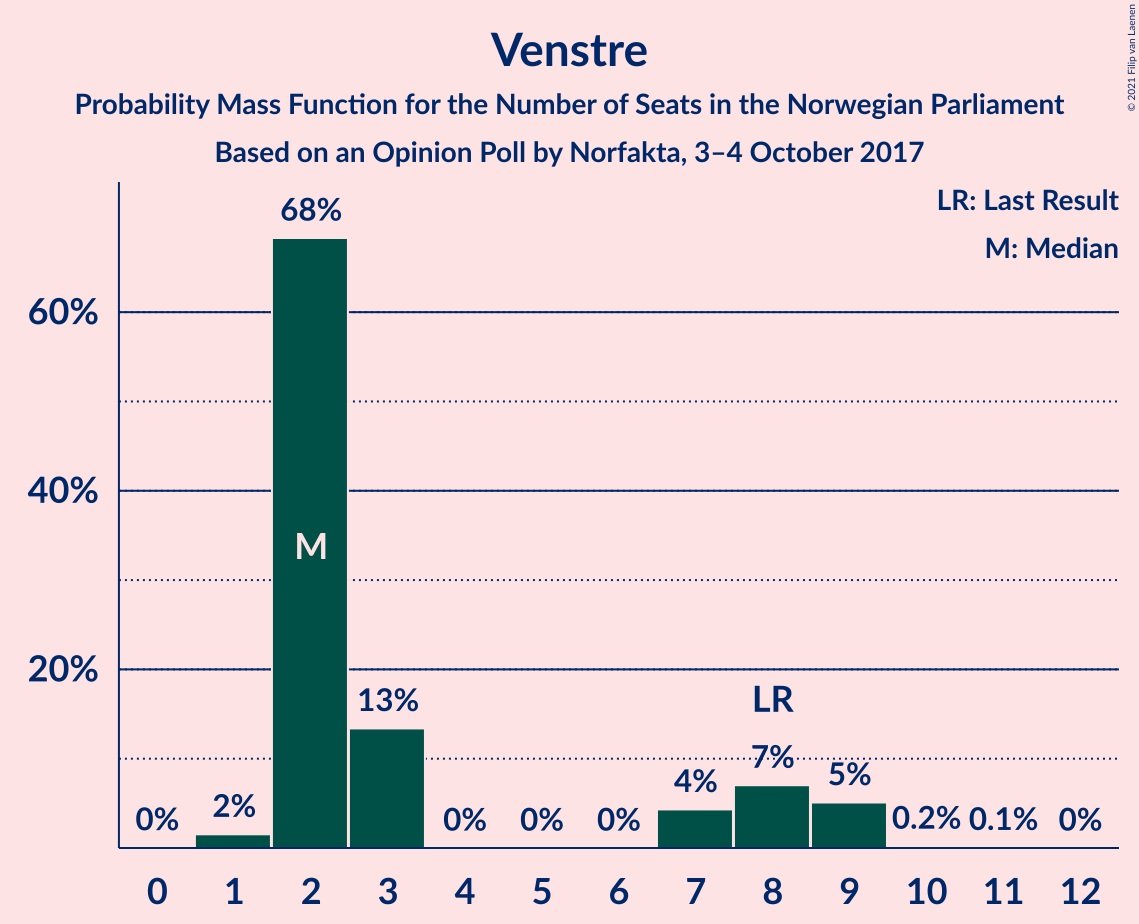 Venstre
Probability Mass Function for the Number of Seats in the Norwegian Parliament
Based on an Opinion Poll by Norfakta, 3–4 October 2017
© 2021 Filip van Laenen
LR: Last Result
M: Median
60%
40%
20%
0%
2%
68%
M
13%
0%
0%
0%
4%
LR
7%
5%
0.2%
0.1%
0%
0 1 2 3 4 5 6 7 8 9 10 11 12